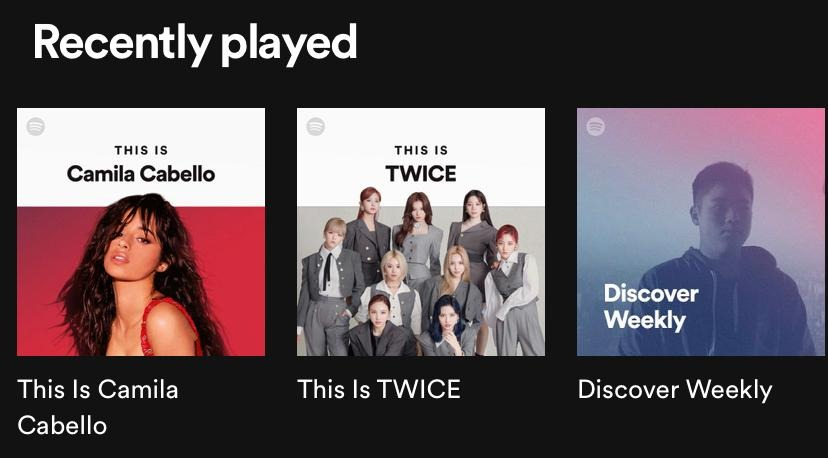 Recently played
THIS IS
Camila Cabello
THIS IS
TWICE
Discover
Weekly
This Is Camila
Cabello
This Is TWICE
Discover Weekly